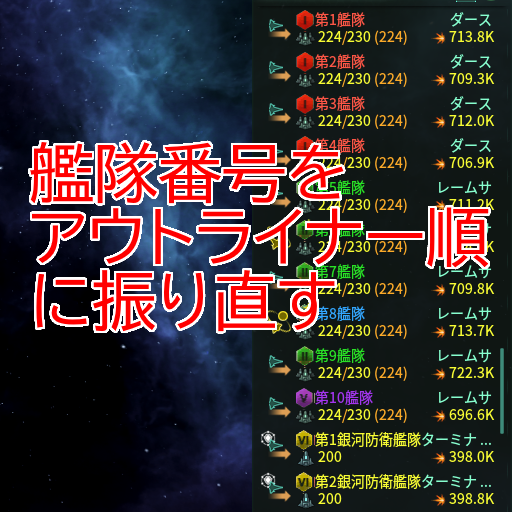 第1艦隊 ダース
224/230 (224) 713.8K
第2艦隊 ダース
224/230 (224) 709.3K
第3艦隊 ダース
224/230 (224) 712.0K
第4艦隊 ダース
(224) 706.9K
艦隊番号を
アウトライナー順
に振り直す
5艦隊 レームサ
第7艦隊 レームサ
(224) 709.8K
第8艦隊 レームサ
224/230 (224) 713.7K
第9艦隊 レームサ
224/230 (224) 722.3K
第10艦隊 レームサ
224/230 (224) 696.6K
第1銀河防衛艦隊ターミナ...
200 398.0K
第2銀河防衛艦隊ターミナ...
200 398.8K